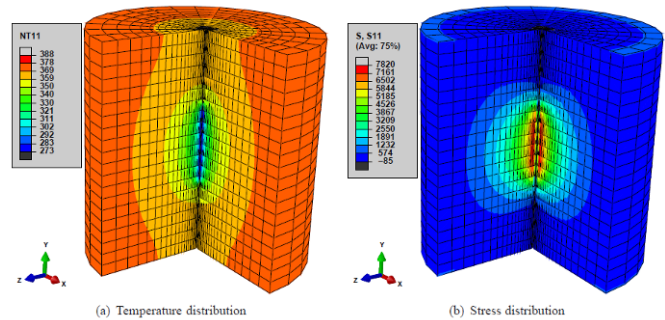 NT11
388
378
369
359
350
340
330
321
311
302
292
283
273
Y
Z
X
(a) Temperature distribution
S, S11
(Avg: 75%)
7820
7161
6502
5844
5185
4526
3867
3209
2550
1891
1232
574
−85
Y
Z
X
(b) Stress distribution